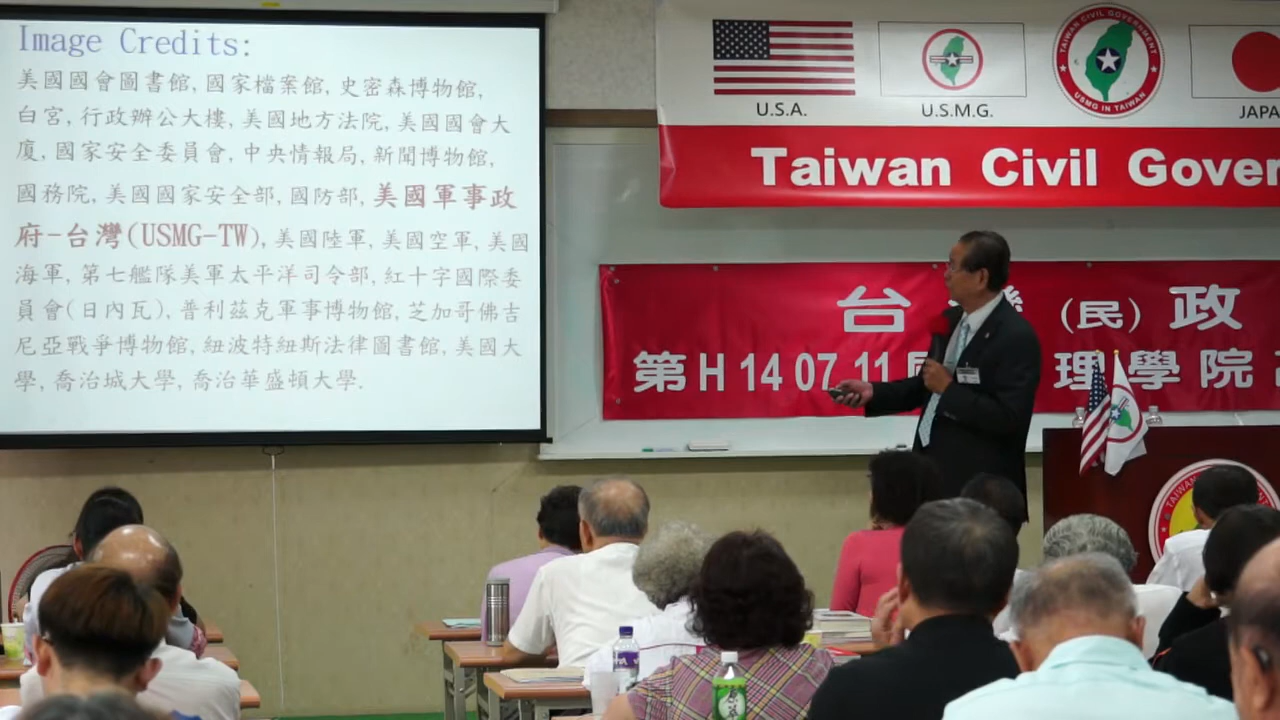 Image Credits:
美國國會圖書館, 國家檔案館, 史密森博物館,
白宮, 行政辦公大樓, 美國地方法院, 美國國會大
廈, 國家安全委員會, 中央情報局, 新聞博物館,
國務院, 美國國家安全部, 國防部, 美國軍事政
府-台灣(USMG-TW), 美國陸軍, 美國空軍, 美國
海軍, 第七艦隊美軍太平洋司令部, 紅十字國際委
員會(日內瓦), 普利茲克軍事博物館, 芝加哥佛吉
尼亞戰爭博物館, 紐波特紐斯法律圖書館, 美國大
學, 喬治城大學, 喬治華盛頓大學.
U.S.A.
U.S.M.G.
TAIWAN CIVIL GOVERNMENT
USMG IN TAIWAN
JAPA
Taiwan Civil Gover
台 (民) 政
第H 14 07 11 理學院